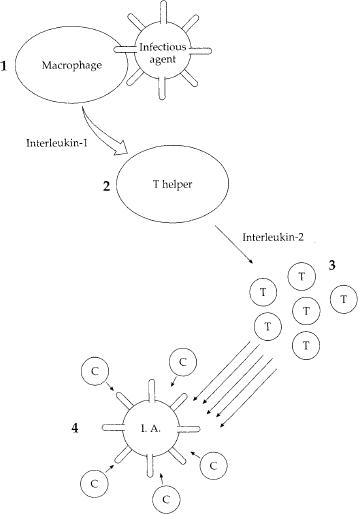 Infectious
agent
1
Macrophage
Interleukin-1
2
T helper
Interleukin-2
3
T
T
T
T
T
T
C
C
4
I. A.
C
C
C